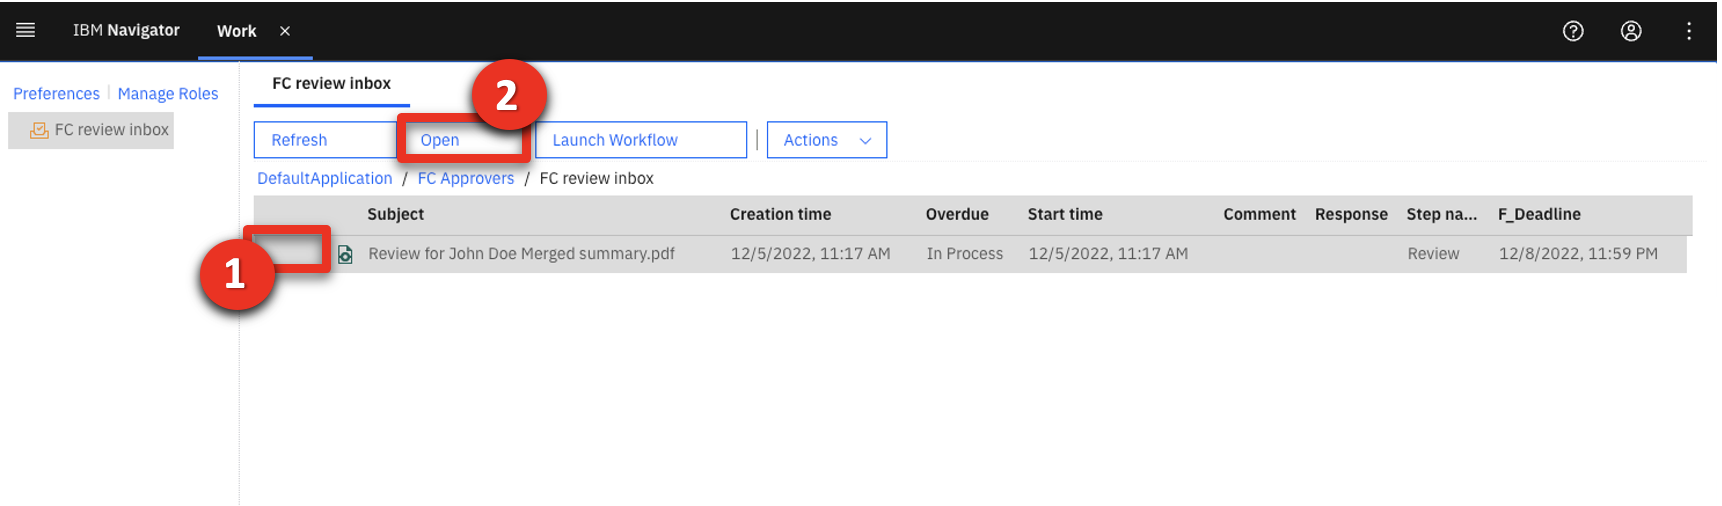 IBM Navigator Work
Preferences Manage Roles
FC review inbox
FC review inbox
2
Refresh Open Launch Workflow Actions
DefaultApplication / FC Approvers / FC review inbox
Subject Creation time Overdue Start time Comment Response Step na... F_Deadline
1
Review for John Doe Merged summary.pdf 12/5/2022, 11:17 AM In Process 12/5/2022, 11:17 AM Review 12/8/2022, 11:59 PM